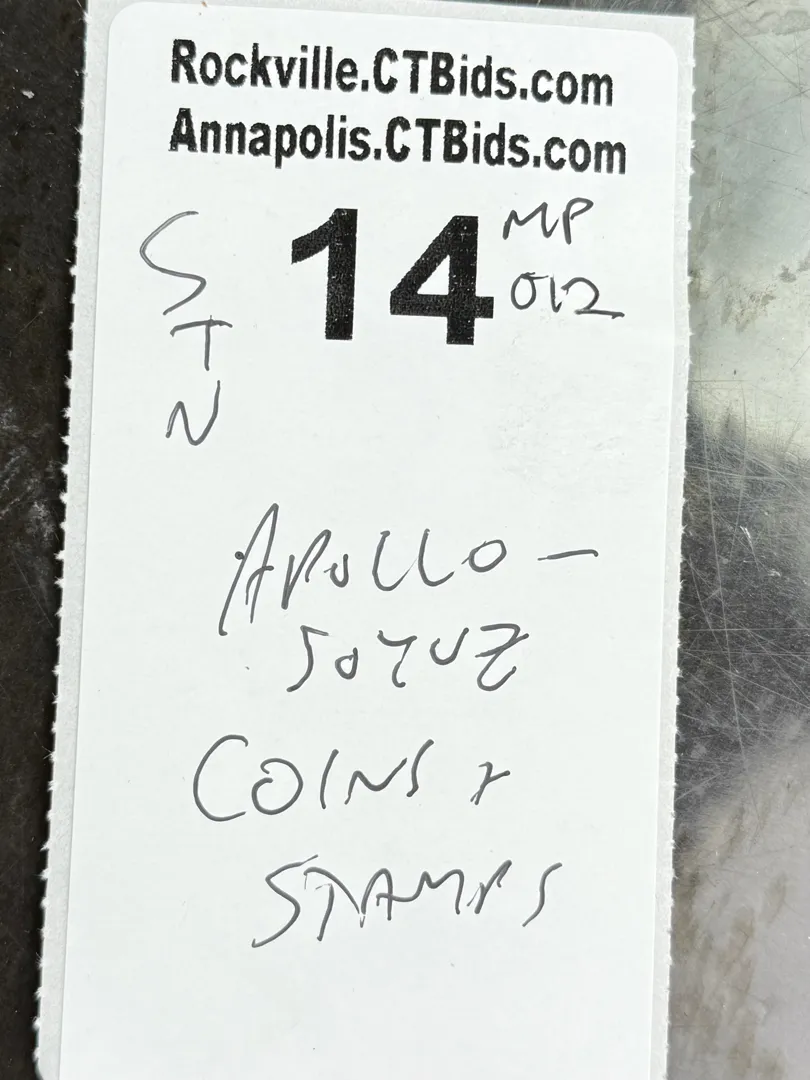 Rockville.CTBids.com
Annapolis.CTBids.com
S 14 MP
T 012
N
APOLLO -
SOYUZ
COINS +
STAMPS